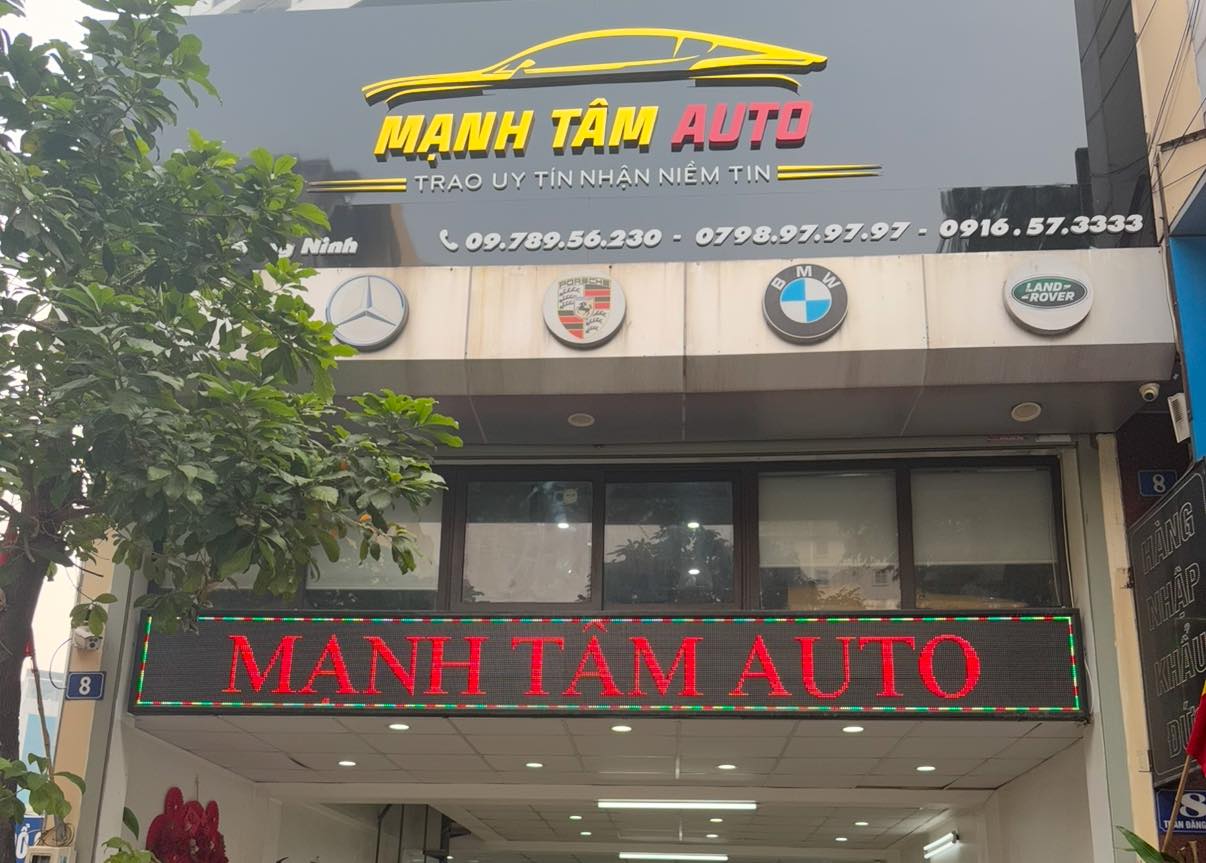 MẠNH TÂM AUTO
TRAO UY TÍN NHẬN NIỀM TIN
Ninh
09.789.56.230 - 0798.97.97.97 - 0916.57.3333
PORSCHE
BMW
LAND ROVER
8
HÀNG
NHẬP
KHẨU
ĐỨC
MẠNH TÂM AUTO
8
8